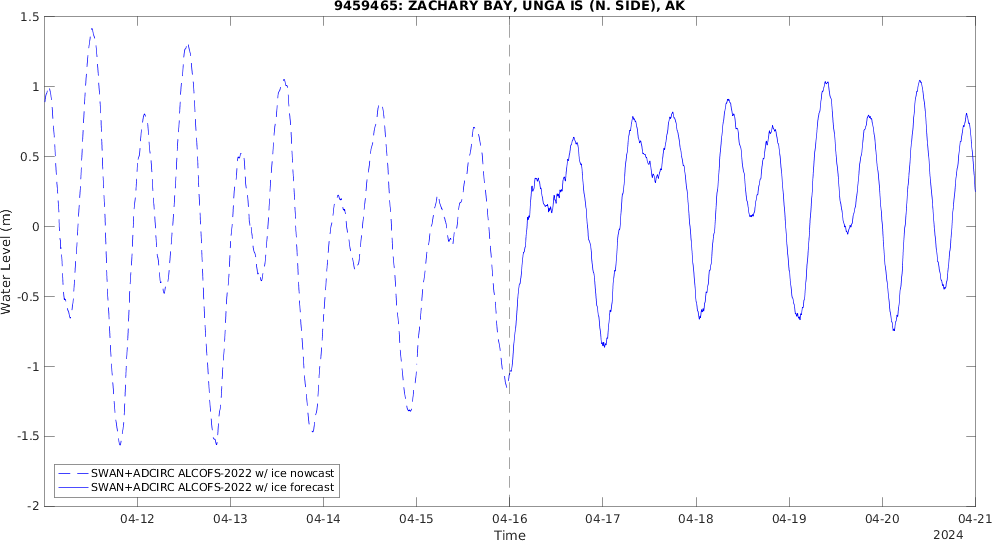 9459465: ZACHARY BAY, UNGA IS (N. SIDE), AK
1.5
1
0.5
0
-0.5
-1
-1.5
-2
Water Level (m)
SWAN+ADCIRC ALCOFS-2022 w/ ice nowcast
SWAN+ADCIRC ALCOFS-2022 w/ ice forecast
04-12 04-13 04-14 04-15 04-16 04-17 04-18 04-19 04-20 04-21
Time
2024